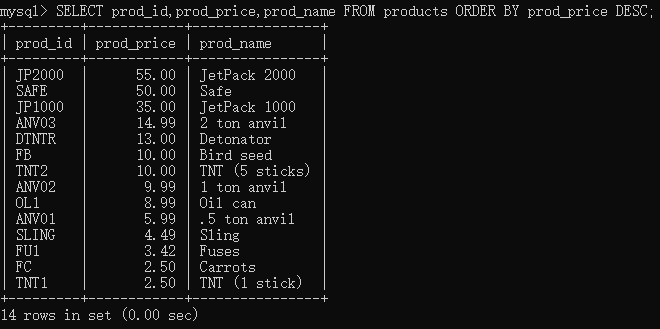 mysql> SELECT prod_id,prod_price,prod_name FROM products ORDER BY prod_price DESC;
+---------+------------+----------------+
| prod_id | prod_price | prod_name      |
+---------+------------+----------------+
| JP2000  |      55.00 | JetPack 2000   |
| SAFE    |      50.00 | Safe           |
| JP1000  |      35.00 | JetPack 1000   |
| ANV03   |      14.99 | 2 ton anvil    |
| DTNTR   |      13.00 | Detonator      |
| FB      |      10.00 | Bird seed      |
| TNT2    |      10.00 | TNT (5 sticks) |
| ANV02   |       9.99 | 1 ton anvil    |
| OL1     |       8.99 | Oil can        |
| ANV01   |       5.99 | .5 ton anvil   |
| SLING   |       4.49 | Sling          |
| FU1     |       3.42 | Fuses          |
| FC      |       2.50 | Carrots        |
| TNT1    |       2.50 | TNT (1 stick)  |
+---------+------------+----------------+
14 rows in set (0.00 sec)